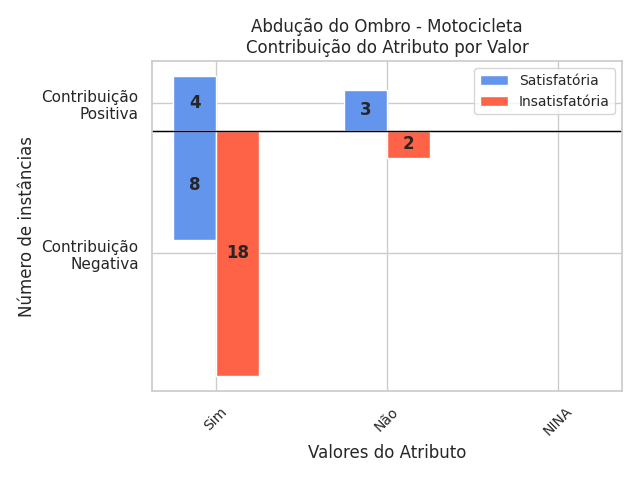 Abdução do Ombro - Motocicleta
Contribuição do Atributo por Valor
Satisfatória
Insatisfatória
Contribuição
Positiva
Contribuição
Negativa
Número de instâncias
4
3
8
2
18
Sim
Não
NINA
Valores do Atributo